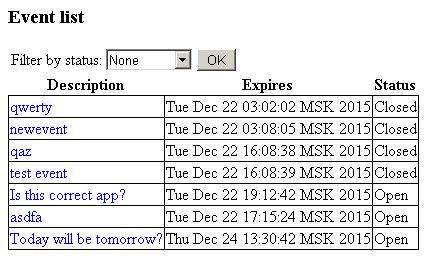 Event list
Filter by status: None OK
Description Expires Status
qwerty Tue Dec 22 03:02:02 MSK 2015 Closed
newevent Tue Dec 22 03:08:05 MSK 2015 Closed
qaz Tue Dec 22 16:08:38 MSK 2015 Closed
test event Tue Dec 22 16:08:39 MSK 2015 Closed
Is this correct app? Tue Dec 22 19:12:42 MSK 2015 Open
asdfa Tue Dec 22 17:15:24 MSK 2015 Open
Today will be tomorrow? Thu Dec 24 13:30:42 MSK 2015 Open